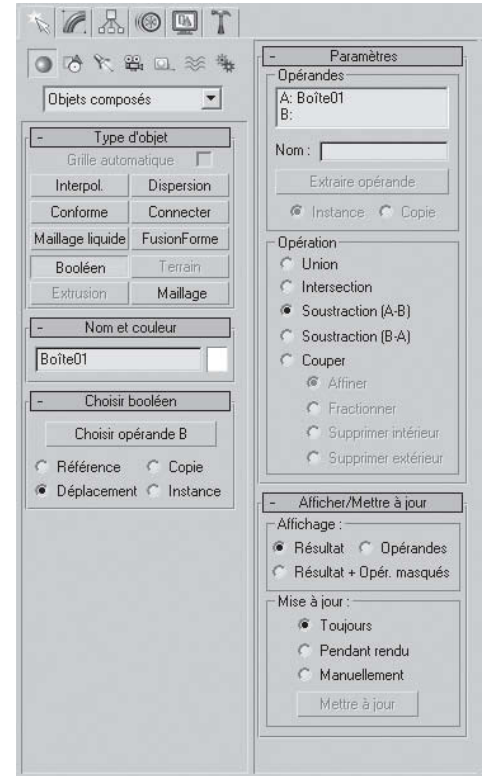 Objets composés
- Type d'objet
Grille automatique
Interpol. Dispersion
Conforme Connecter
Maillage liquide FusionForme
Booléen Terrain
Extrusion Maillage
- Nom et couleur
Boîte01
- Choisir booléen
Choisir opérande B
Référence Copie
Déplacement Instance
- Paramètres
Opérandes
A: Boîte01
B:
Nom :
Extraire opérande
Instance Copie
Opération
Union
Intersection
Soustraction (A-B)
Soustraction (B-A)
Couper
Affiner
Fractionner
Supprimer intérieur
Supprimer extérieur
- Afficher/Mettre à jour
Affichage :
Résultat Opérandes
Résultat + Opér. masqués
Mise à jour :
Toujours
Pendant rendu
Manuellement
Mettre à jour